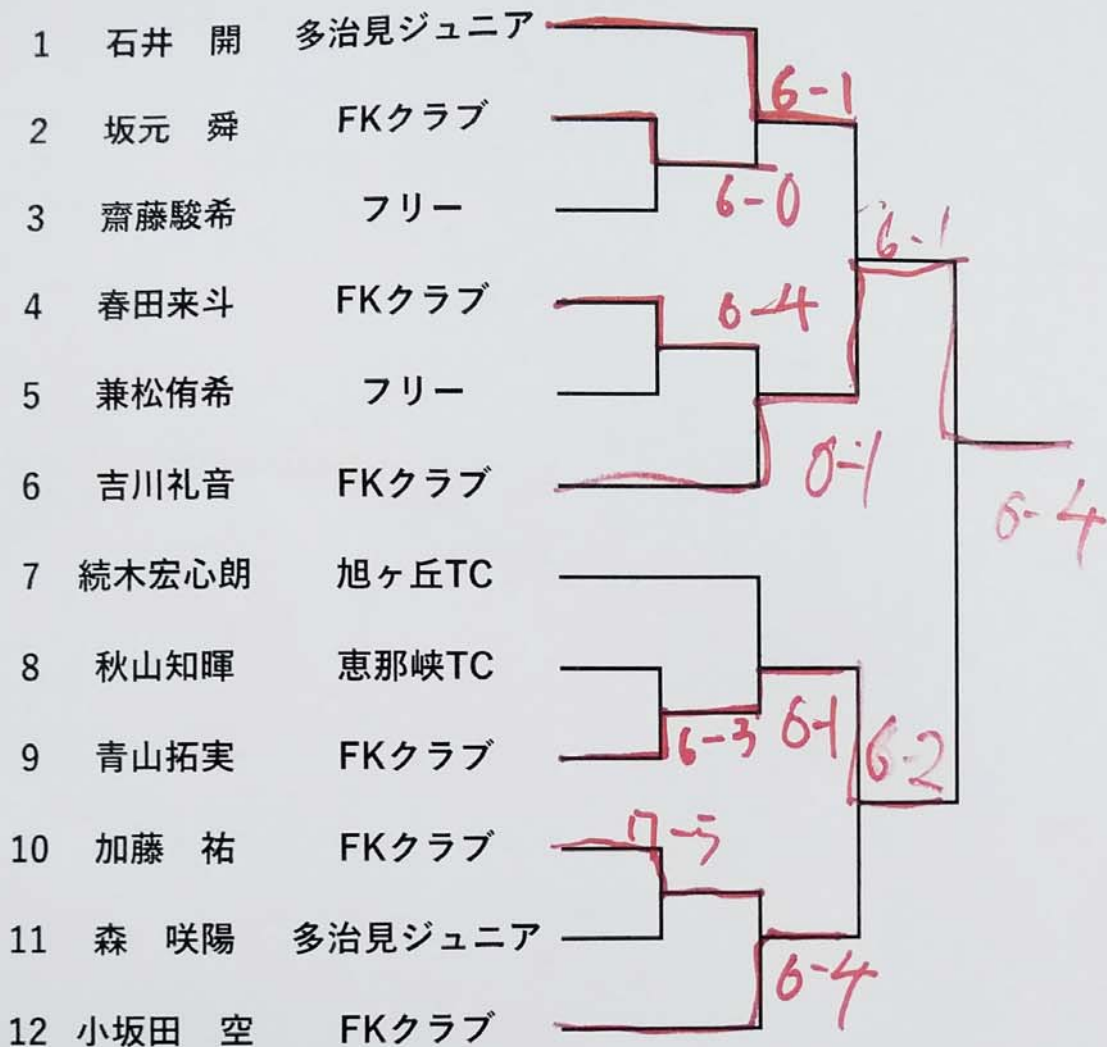 1 石井　開 多治見ジュニア
6-1
2 坂元　舜 FKクラブ
6-0
3 齋藤駿希 フリー
6-1
4 春田来斗 FKクラブ
6-4
5 兼松侑希 フリー
6 吉川礼音 FKクラブ
6-1
6-4
7 続木宏心朗 旭ヶ丘TC
8 秋山知暉 恵那峡TC
9 青山拓実 FKクラブ
6-3
6-1
6-2
10 加藤　祐 FKクラブ
7-5
11 森　咲陽 多治見ジュニア
6-4
12 小坂田　空 FKクラブ